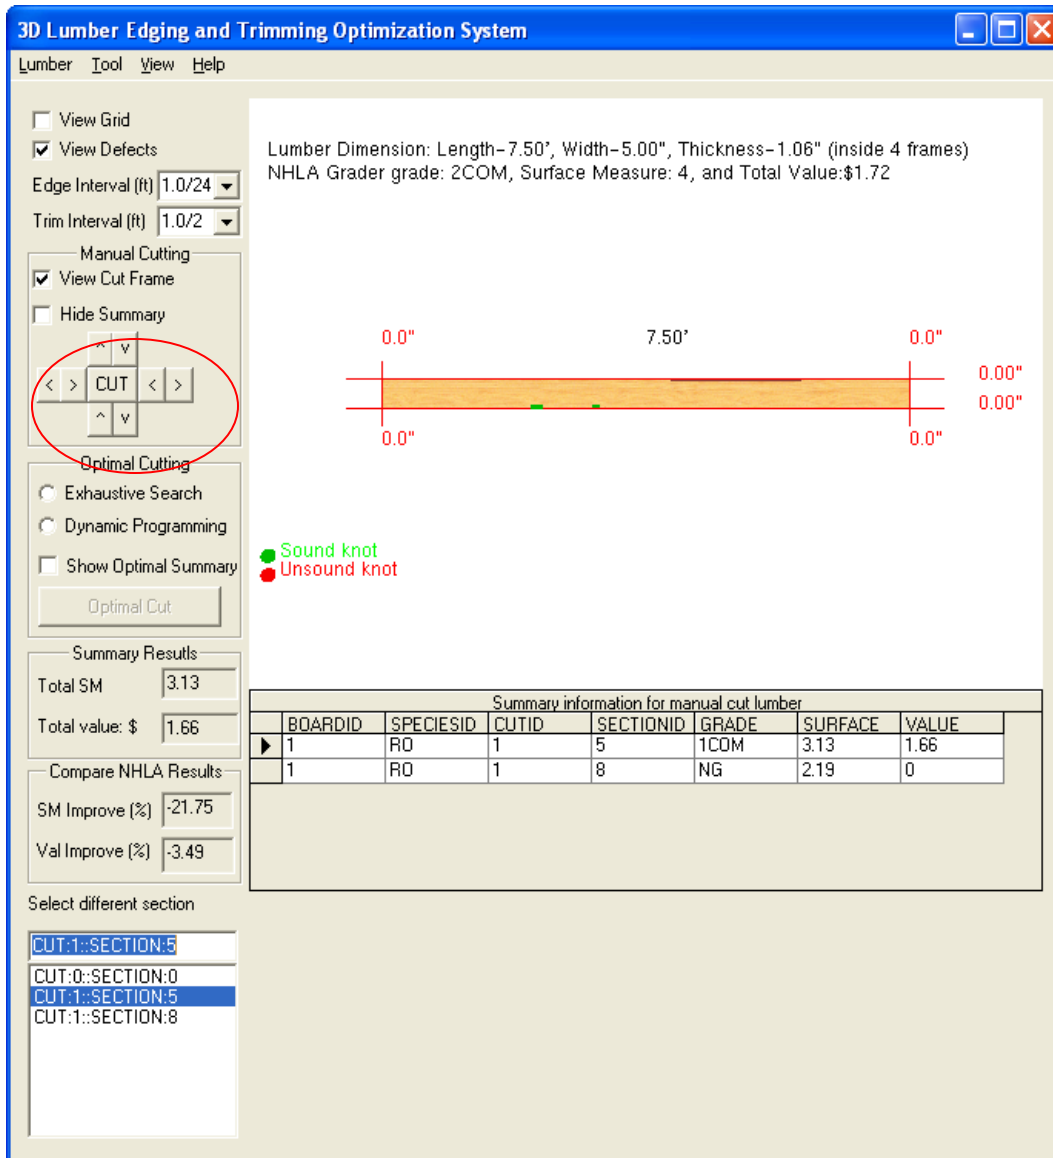 3D Lumber Edging and Trimming Optimization System
Lumber Tool View Help
View Grid
View Defects
Edge Interval (ft) 1.0/24
Trim Interval (ft) 1.0/2
Manual Cutting
View Cut Frame
Hide Summary
^ v
< > CUT < >
^ v
Optimal Cutting
Exhaustive Search
Dynamic Programming
Show Optimal Summary
Optimal Cut
Summary Resutls
Total SM 3.13
Total value: $ 1.66
Compare NHLA Results
SM Improve (%) -21.75
Val Improve (%) -3.49
Select different section
CUT:1::SECTION:5
CUT:0::SECTION:0
CUT:1::SECTION:5
CUT:1::SECTION:8
Lumber Dimension: Length-7.50', Width-5.00", Thickness-1.06" (inside 4 frames)
NHLA Grader grade: 2COM, Surface Measure: 4, and Total Value:$1.72
0.0" 7.50' 0.0"
0.00"
0.00"
0.0" 0.0"
Sound knot
Unsound knot
Summary information for manual cut lumber
BOARDID SPECIESID CUTID SECTIONID GRADE SURFACE VALUE
1 RO 1 5 1COM 3.13 1.66
1 RO 1 8 NG 2.19 0